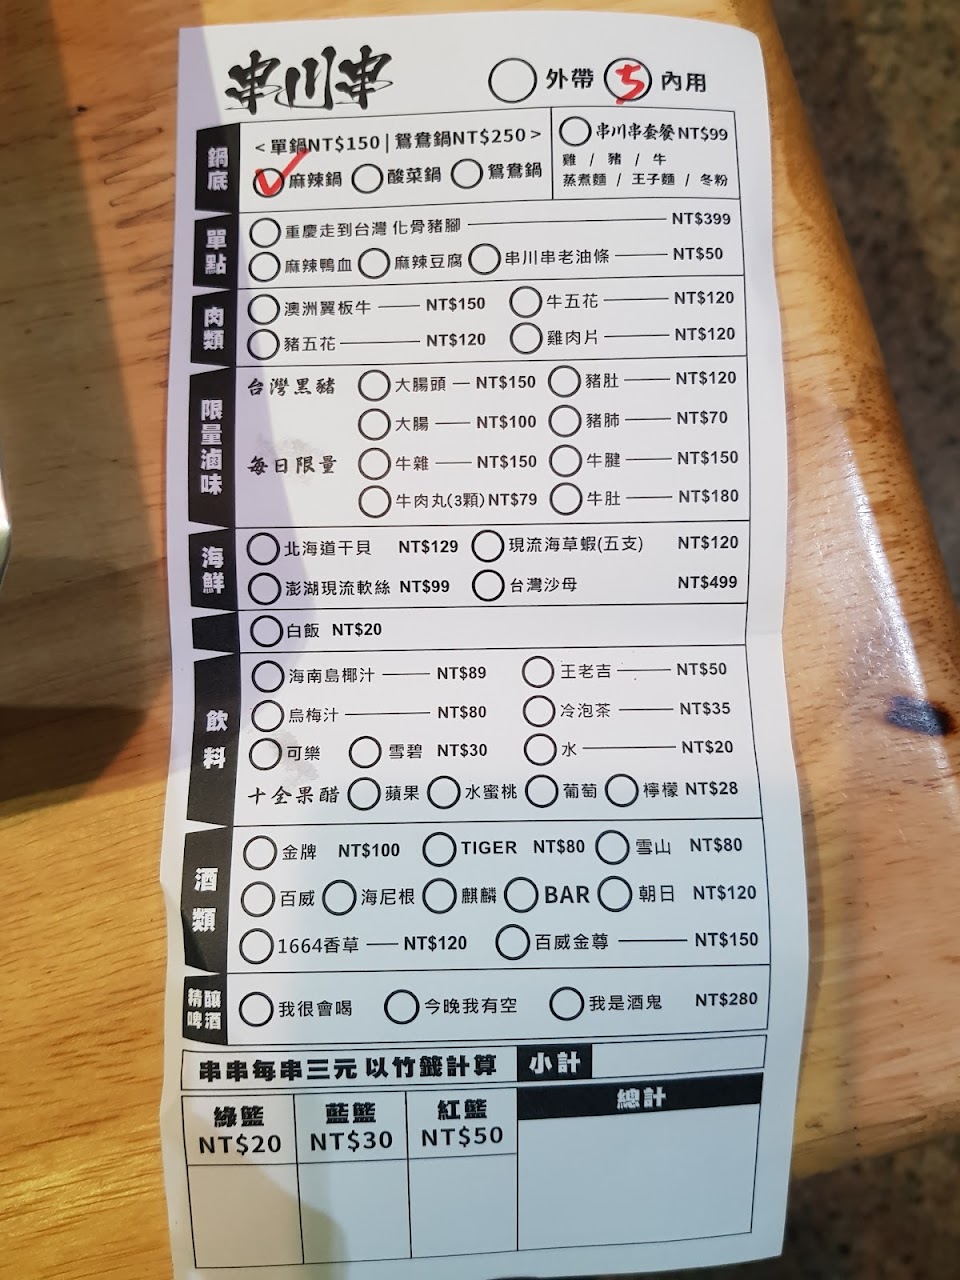 串川串 外帶 5 內用
鍋底
<單鍋NT$150|鴛鴦鍋NT$250>
麻辣鍋 酸菜鍋 鴛鴦鍋
串川串套餐 NT$99
雞 / 豬 / 牛
蒸煮麵 / 王子麵 / 冬粉
單點
重慶走到台灣 化骨豬腳 NT$399
麻辣鴨血 麻辣豆腐 串川串老油條 NT$50
肉類
澳洲翼板牛 NT$150 牛五花 NT$120
豬五花 NT$120 雞肉片 NT$120
限量滷味
台灣黑豬 大腸頭 NT$150 豬肚 NT$120
大腸 NT$100 豬肺 NT$70
每日限量 牛雜 NT$150 牛腱 NT$150
牛肉丸(3顆) NT$79 牛肚 NT$180
海鮮
北海道干貝 NT$129 現流海草蝦(五支) NT$120
澎湖現流軟絲 NT$99 台灣沙母 NT$499
白飯 NT$20
飲料
海南島椰汁 NT$89 王老吉 NT$50
烏梅汁 NT$80 冷泡茶 NT$35
可樂 雪碧 NT$30 水 NT$20
十全果醋 蘋果 水蜜桃 葡萄 檸檬 NT$28
酒類
金牌 NT$100 TIGER NT$80 雪山 NT$80
百威 海尼根 麒麟 BAR 朝日 NT$120
1664香草 NT$120 百威金尊 NT$150
精釀啤酒
我很會喝 今晚我有空 我是酒鬼 NT$280
串串每串三元 以竹籤計算 小計
綠籃 藍籃 紅籃 總計
NT$20 NT$30 NT$50